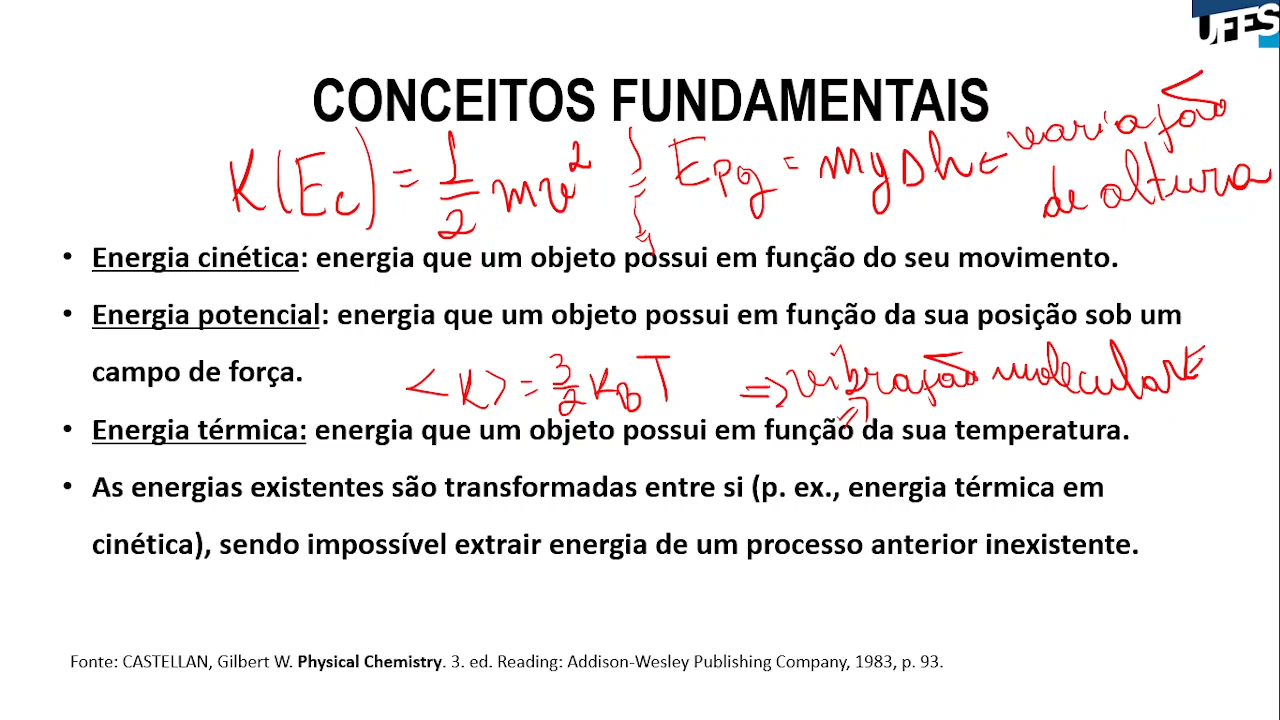 UFES
CONCEITOS FUNDAMENTAIS
K(Ec) = 1/2 mv² ; Epg = mgΔh ← variação
de altura
• Energia cinética: energia que um objeto possui em função do seu movimento.
• Energia potencial: energia que um objeto possui em função da sua posição sob um
campo de força.
<K> = 3/2 KbT => vibração molecular
• Energia térmica: energia que um objeto possui em função da sua temperatura.
• As energias existentes são transformadas entre si (p. ex., energia térmica em
cinética), sendo impossível extrair energia de um processo anterior inexistente.
Fonte: CASTELLAN, Gilbert W. Physical Chemistry. 3. ed. Reading: Addison-Wesley Publishing Company, 1983, p. 93.